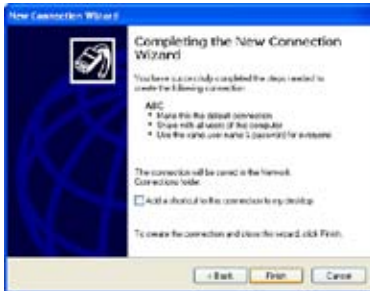 New Connection Wizard
Completing the New Connection
Wizard
You have successfully completed the steps needed to
create the following connection:
ABC
• Make this the default connection
• Share with all users of this computer
• Use the same user name & password for everyone
The connection will be saved in the Network
Connections folder.
Add a shortcut to this connection to my desktop
To create the connection and close this wizard, click Finish.
< Back
Finish
Cancel